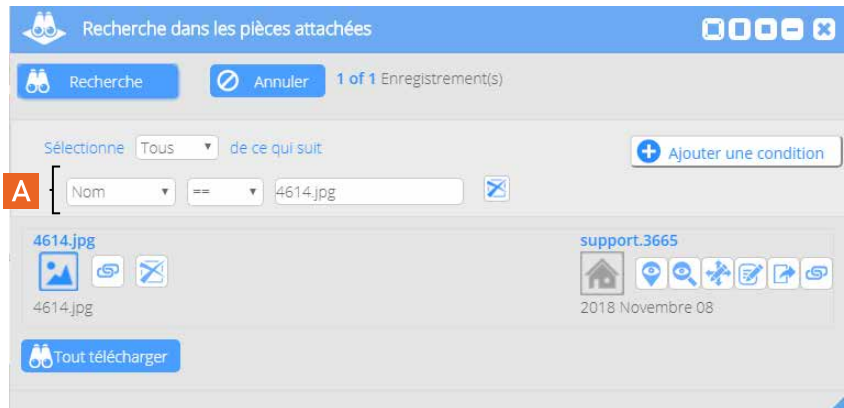 Recherche dans les pièces attachées
Recherche Annuler 1 of 1 Enregistrement(s)
Sélectionne Tous de ce qui suit
Ajouter une condition
A Nom == 4614.jpg
4614.jpg support.3665
4614.jpg 2018 Novembre 08
Tout télécharger